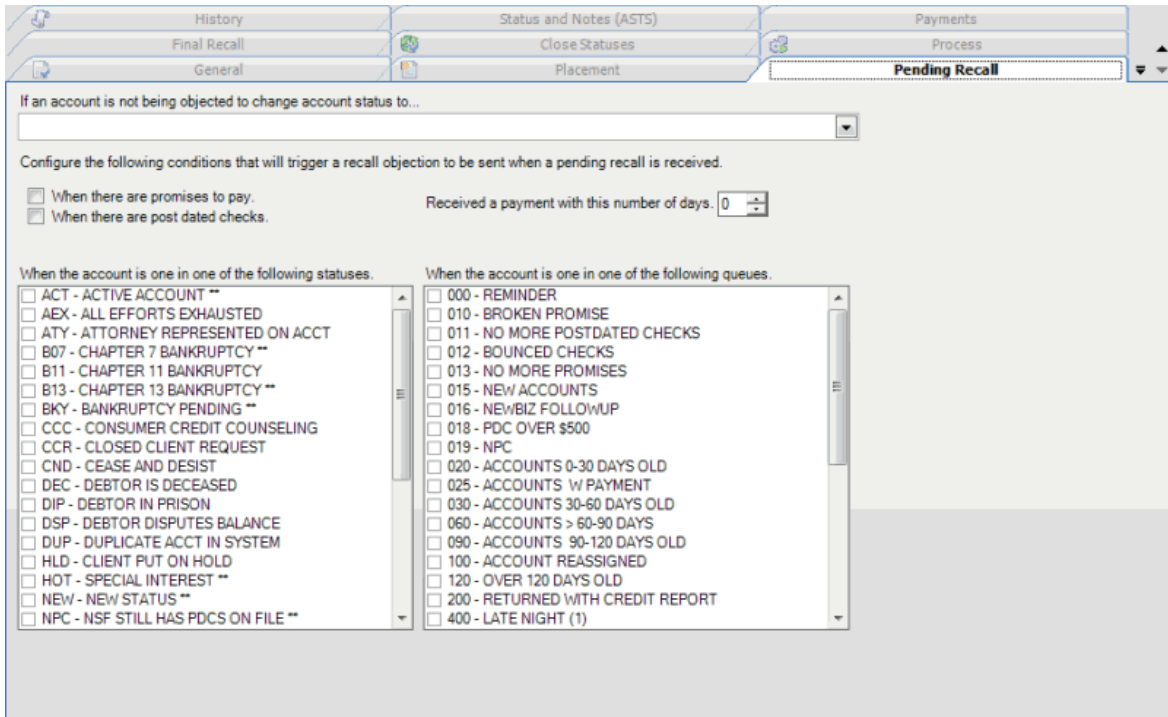 History
Status and Notes (ASTS)
Payments
Final Recall
Close Statuses
Process
General
Placement
Pending Recall
If an account is not being objected to change account status to...
Configure the following conditions that will trigger a recall objection to be sent when a pending recall is received.
When there are promises to pay.
When there are post dated checks.
Received a payment with this number of days. 0
When the account is one in one of the following statuses.
ACT - ACTIVE ACCOUNT **
AEX - ALL EFFORTS EXHAUSTED
ATY - ATTORNEY REPRESENTED ON ACCT
B07 - CHAPTER 7 BANKRUPTCY **
B11 - CHAPTER 11 BANKRUPTCY
B13 - CHAPTER 13 BANKRUPTCY **
BKY - BANKRUPTCY PENDING **
CCC - CONSUMER CREDIT COUNSELING
CCR - CLOSED CLIENT REQUEST
CND - CEASE AND DESIST
DEC - DEBTOR IS DECEASED
DIP - DEBTOR IN PRISON
DSP - DEBTOR DISPUTES BALANCE
DUP - DUPLICATE ACCT IN SYSTEM
HLD - CLIENT PUT ON HOLD
HOT - SPECIAL INTEREST **
NEW - NEW STATUS **
NPC - NSF STILL HAS PDCS ON FILE **
When the account is one in one of the following queues.
000 - REMINDER
010 - BROKEN PROMISE
011 - NO MORE POSTDATED CHECKS
012 - BOUNCED CHECKS
013 - NO MORE PROMISES
015 - NEW ACCOUNTS
016 - NEWBIZ FOLLOWUP
018 - PDC OVER $500
019 - NPC
020 - ACCOUNTS 0-30 DAYS OLD
025 - ACCOUNTS  W PAYMENT
030 - ACCOUNTS 30-60 DAYS OLD
060 - ACCOUNTS > 60-90 DAYS
090 - ACCOUNTS  90-120 DAYS OLD
100 - ACCOUNT REASSIGNED
120 - OVER 120 DAYS OLD
200 - RETURNED WITH CREDIT REPORT
400 - LATE NIGHT (1)